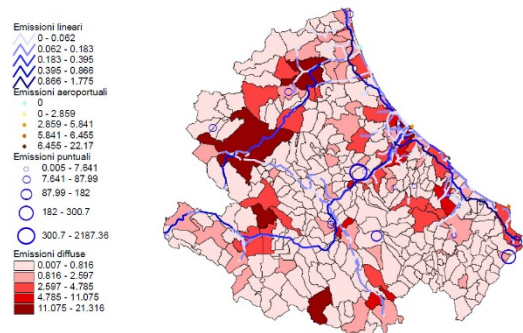 Emissioni lineari
0 - 0.062
0.062 - 0.183
0.183 - 0.395
0.395 - 0.866
0.866 - 1.775
Emissioni aeroportuali
0
0 - 2.859
2.859 - 5.841
5.841 - 6.455
6.455 - 22.17
Emissioni puntuali
0.005 - 7.641
7.641 - 87.99
87.99 - 182
182 - 300.7
300.7 - 2187.36
Emissioni diffuse
0.007 - 0.816
0.816 - 2.597
2.597 - 4.785
4.785 - 11.075
11.075 - 21.316